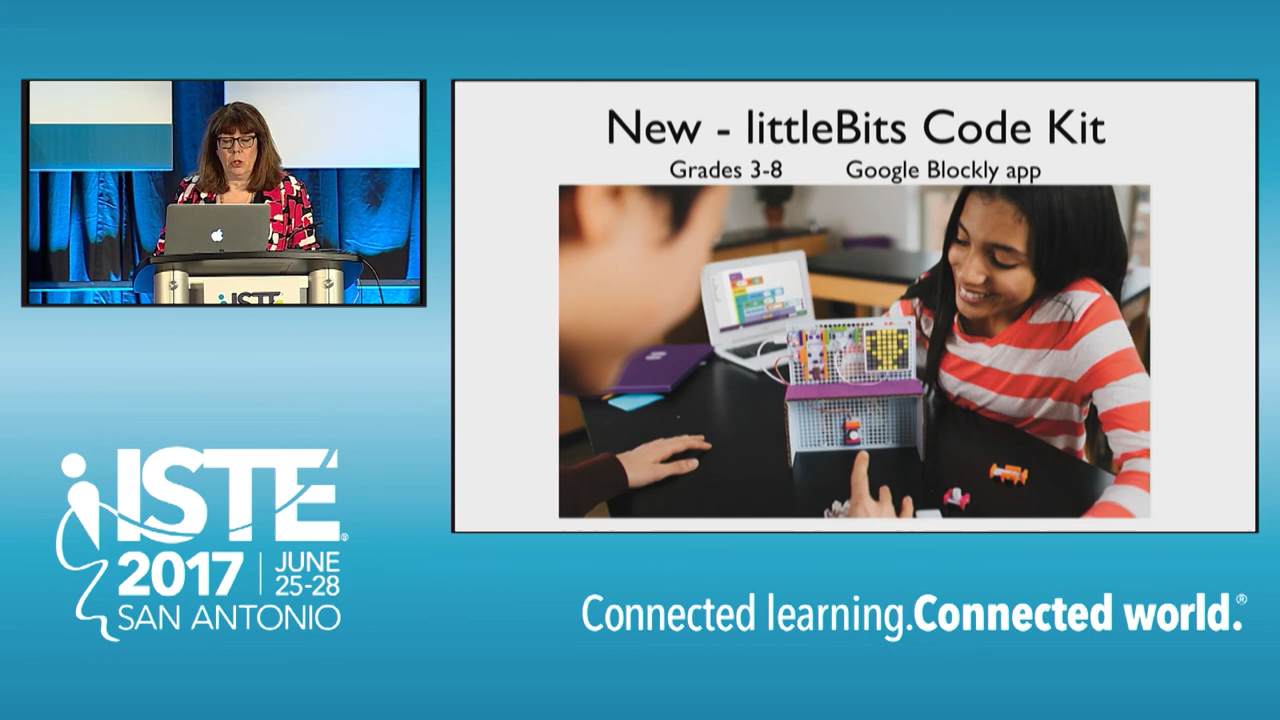 New - littleBits Code Kit
Grades 3-8 Google Blockly app
ISTE
ISTE®
2017 | JUNE 25-28
SAN ANTONIO
Connected learning.Connected world.®